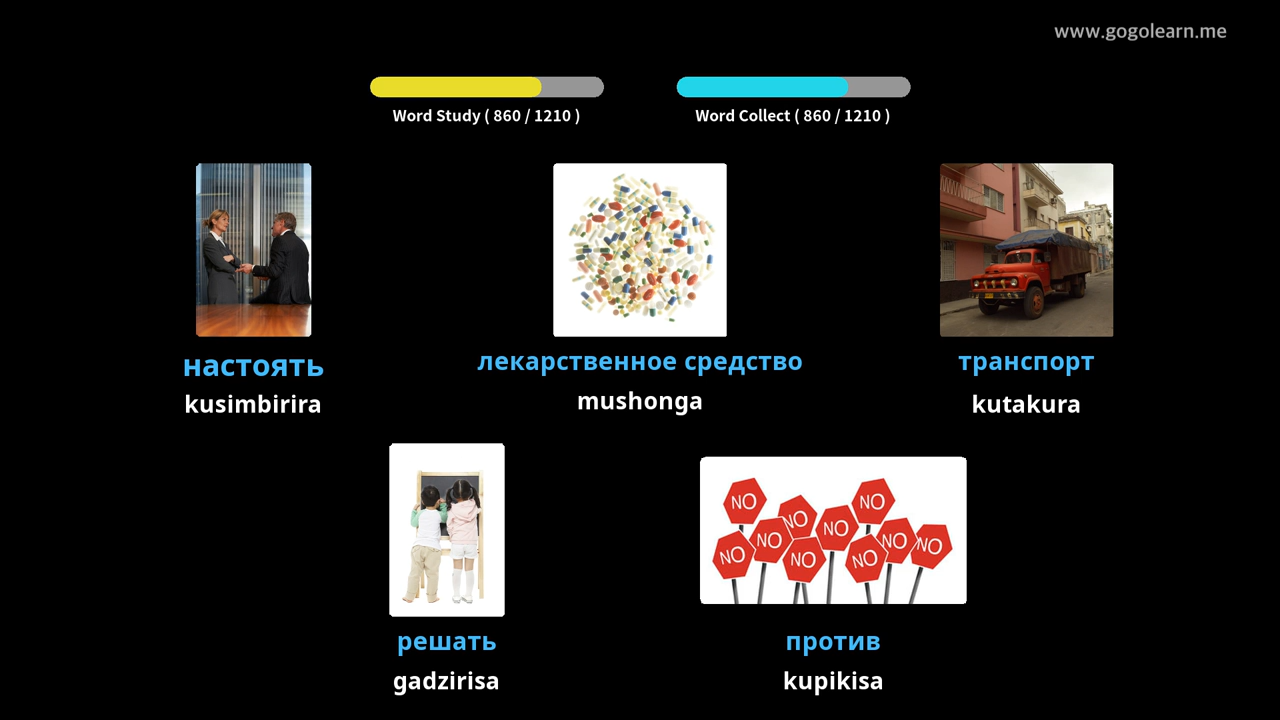 www.gogolearn.me
Word Study ( 860 / 1210 )
Word Collect ( 860 / 1210 )
настоять
kusimbirira
лекарственное средство
mushonga
транспорт
kutakura
NO
NO
NO
NO
NO
NO
NO
NO
NO
NO
решать
gadzirisa
против
kupikisa